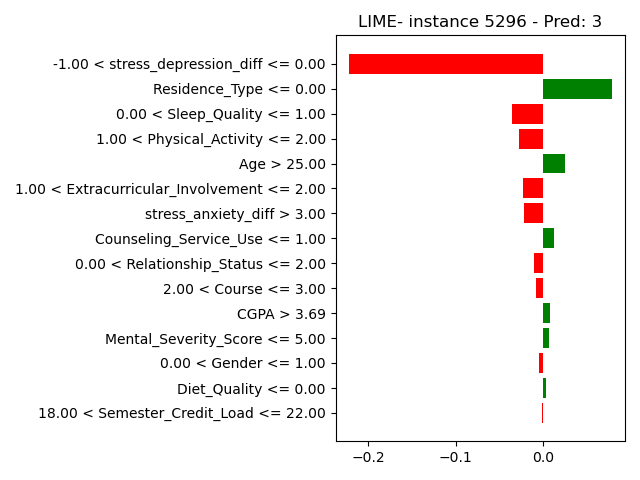 LIME- instance 5296 - Pred: 3
-1.00 < stress_depression_diff <= 0.00
Residence_Type <= 0.00
0.00 < Sleep_Quality <= 1.00
1.00 < Physical_Activity <= 2.00
Age > 25.00
1.00 < Extracurricular_Involvement <= 2.00
stress_anxiety_diff > 3.00
Counseling_Service_Use <= 1.00
0.00 < Relationship_Status <= 2.00
2.00 < Course <= 3.00
CGPA > 3.69
Mental_Severity_Score <= 5.00
0.00 < Gender <= 1.00
Diet_Quality <= 0.00
18.00 < Semester_Credit_Load <= 22.00
−0.2 −0.1 0.0